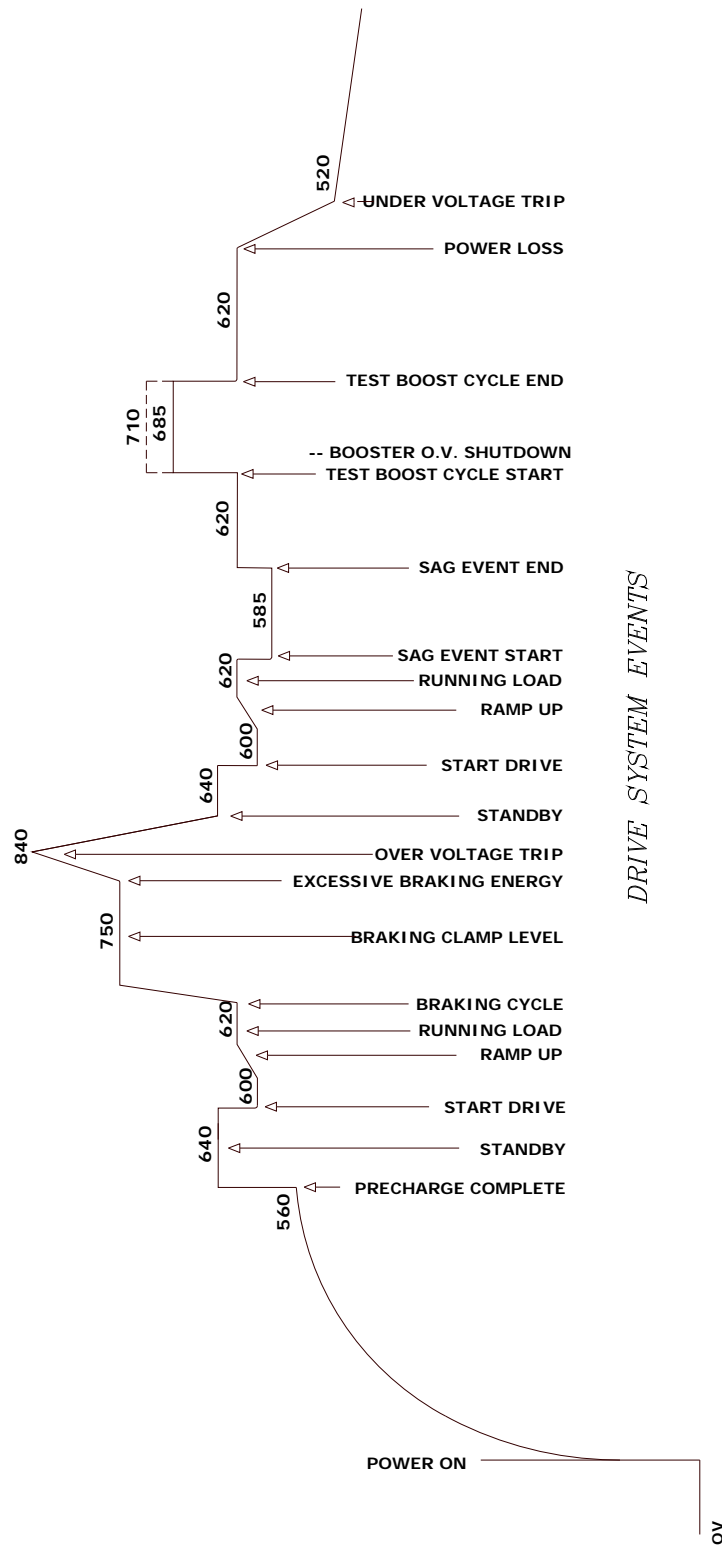 520
UNDER VOLTAGE TRIP
POWER LOSS
620
TEST BOOST CYCLE END
710
685
-- BOOSTER O.V. SHUTDOWN
TEST BOOST CYCLE START
620
SAG EVENT END
585
SAG EVENT START
620
RUNNING LOAD
RAMP UP
600
START DRIVE
640
STANDBY
840
OVER VOLTAGE TRIP
EXCESSIVE BRAKING ENERGY
750
BRAKING CLAMP LEVEL
BRAKING CYCLE
620
RUNNING LOAD
RAMP UP
600
START DRIVE
640
STANDBY
PRECHARGE COMPLETE
560
POWER ON
0V
DRIVE SYSTEM EVENTS